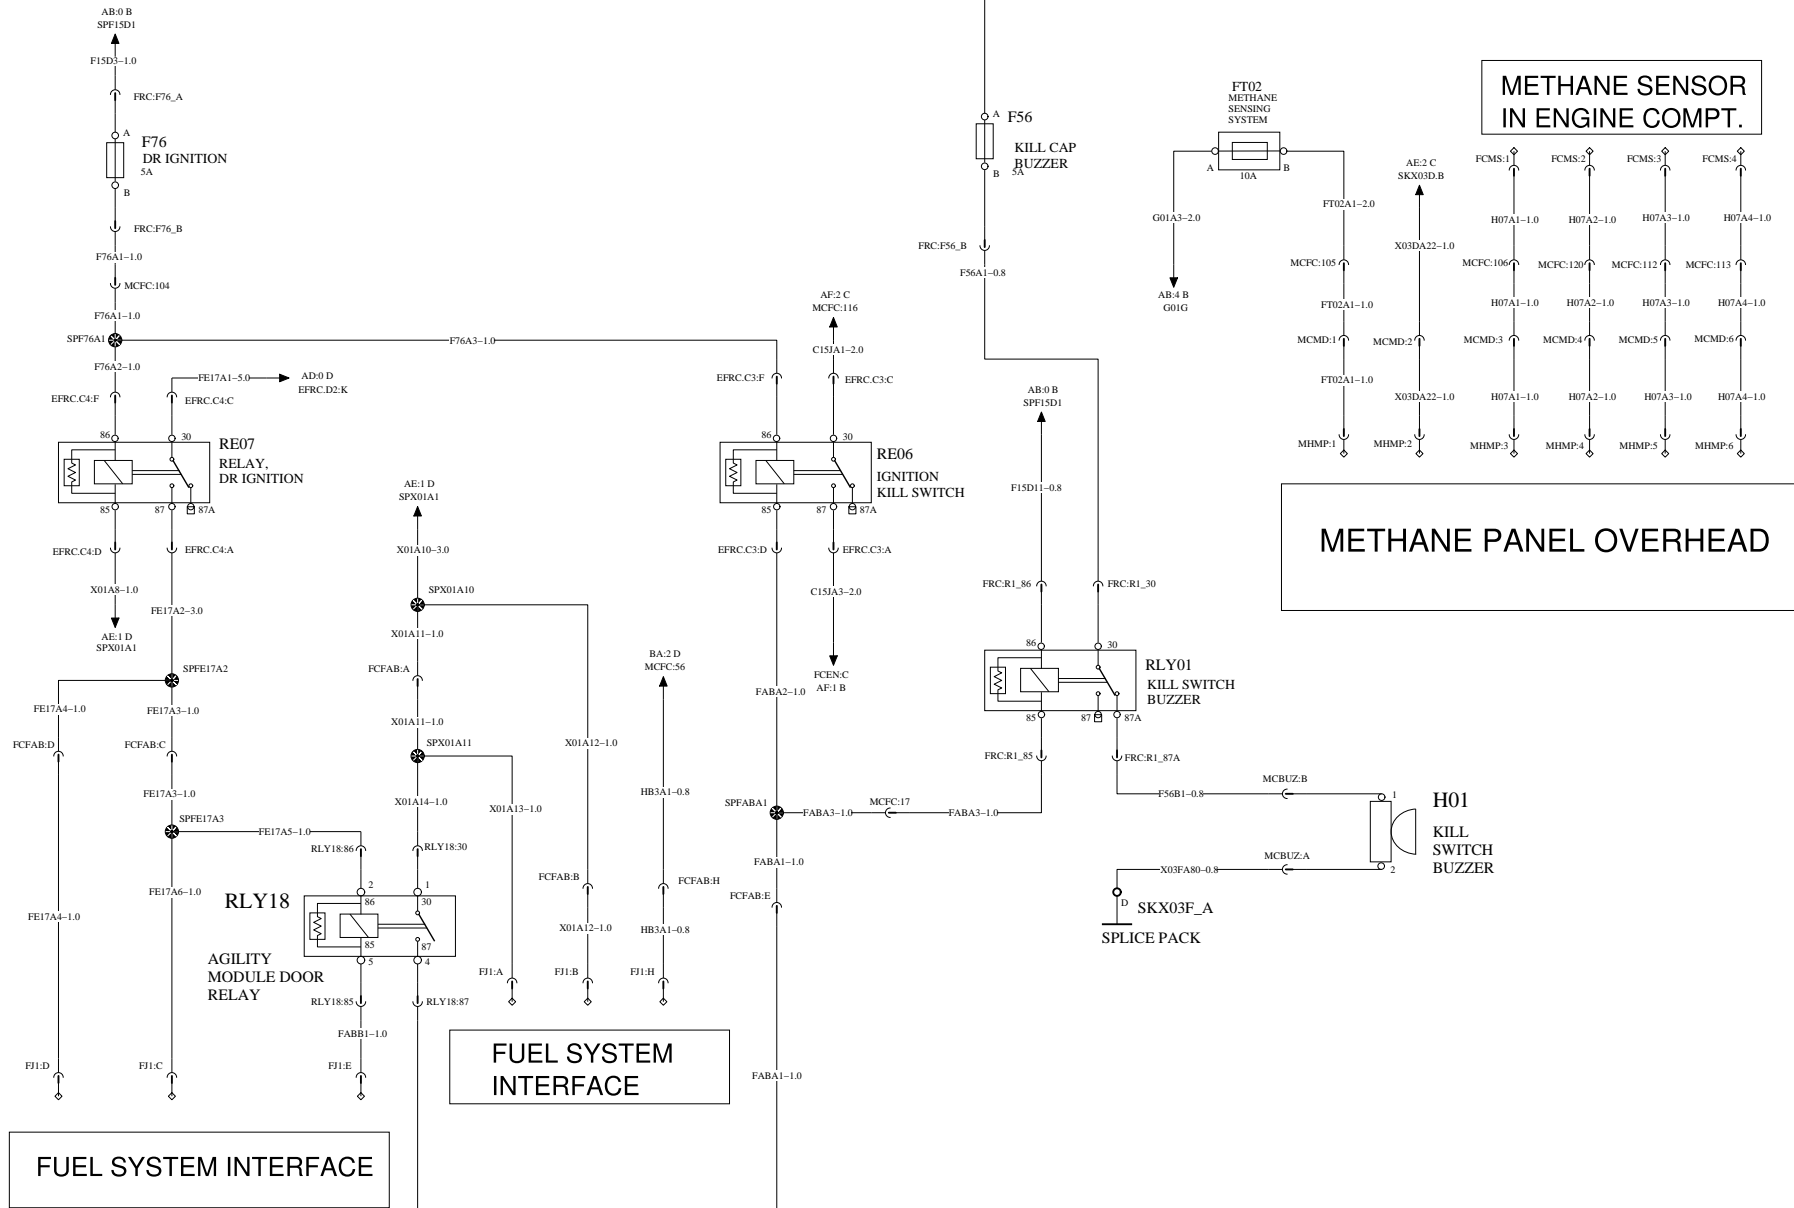 AB:0 B
SPF15D1
F15D3–1.0
FRC:F76_A
A
F76
DR IGNITION
5A
B
FRC:F76_B
F76A1–1.0
MCFC:104
F76A1–1.0
SPF76A1
F76A3–1.0
F76A2–1.0
FE17A1–5.0
AD:0 D
EFRC.D2:K
EFRC.C4:F
EFRC.C4:C
86
30
RE07
RELAY,
DR IGNITION
85
87
87A
EFRC.C4:D
EFRC.C4:A
X01A8–1.0
FE17A2–3.0
AE:1 D
SPX01A1
SPFE17A2
FE17A4–1.0
FE17A3–1.0
FCFAB:D
FCFAB:C
FE17A3–1.0
SPFE17A3
FE17A5–1.0
RLY18:86
FE17A6–1.0
FE17A4–1.0
FJ1:D
FJ1:C
AE:1 D
SPX01A1
X01A10–3.0
SPX01A10
X01A11–1.0
FCFAB:A
X01A11–1.0
SPX01A11
X01A14–1.0
X01A13–1.0
RLY18:30
2
1
RLY18
86
30
85
87
5
4
AGILITY
MODULE DOOR
RELAY
RLY18:85
RLY18:87
FABB1–1.0
FJ1:E
X01A12–1.0
FCFAB:B
X01A12–1.0
FJ1:A
FJ1:B
BA:2 D
MCFC:56
HB3A1–0.8
FCFAB:H
HB3A1–0.8
FJ1:H
FUEL SYSTEM
INTERFACE
FUEL SYSTEM INTERFACE
AF:2 C
MCFC:116
C15JA1–2.0
EFRC.C3:F
EFRC.C3:C
86
30
RE06
IGNITION
KILL SWITCH
85
87
87A
EFRC.C3:D
EFRC.C3:A
C15JA3–2.0
FCEN:C
AF:1 B
FABA2–1.0
SPFABA1
FABA3–1.0
MCFC:17
FABA3–1.0
FABA1–1.0
FCFAB:E
FABA1–1.0
A
F56
KILL CAP
BUZZER
B
5A
FRC:F56_B
F56A1–0.8
AB:0 B
SPF15D1
F15D11–0.8
FRC:R1_86
FRC:R1_30
86
30
RLY01
KILL SWITCH
BUZZER
85
87
87A
FRC:R1_85
FRC:R1_87A
F56B1–0.8
MCBUZ:B
1
H01
KILL
SWITCH
BUZZER
MCBUZ:A
X03FA80–0.8
2
D
SKX03F_A
SPLICE PACK
FT02
METHANE
SENSING
SYSTEM
A
10A
B
G01A3–2.0
AB:4 B
G01G
FT02A1–2.0
MCFC:105
FT02A1–1.0
MCMD:1
FT02A1–1.0
MHMP:1
AE:2 C
SKX03D.B
X03DA22–1.0
MCMD:2
X03DA22–1.0
MHMP:2
METHANE SENSOR
IN ENGINE COMPT.
FCMS:1
FCMS:2
FCMS:3
FCMS:4
H07A1–1.0
H07A2–1.0
H07A3–1.0
H07A4–1.0
MCFC:106
MCFC:120
MCFC:112
MCFC:113
H07A1–1.0
H07A2–1.0
H07A3–1.0
H07A4–1.0
MCMD:3
MCMD:4
MCMD:5
MCMD:6
H07A1–1.0
H07A2–1.0
H07A3–1.0
H07A4–1.0
MHMP:3
MHMP:4
MHMP:5
MHMP:6
METHANE PANEL OVERHEAD